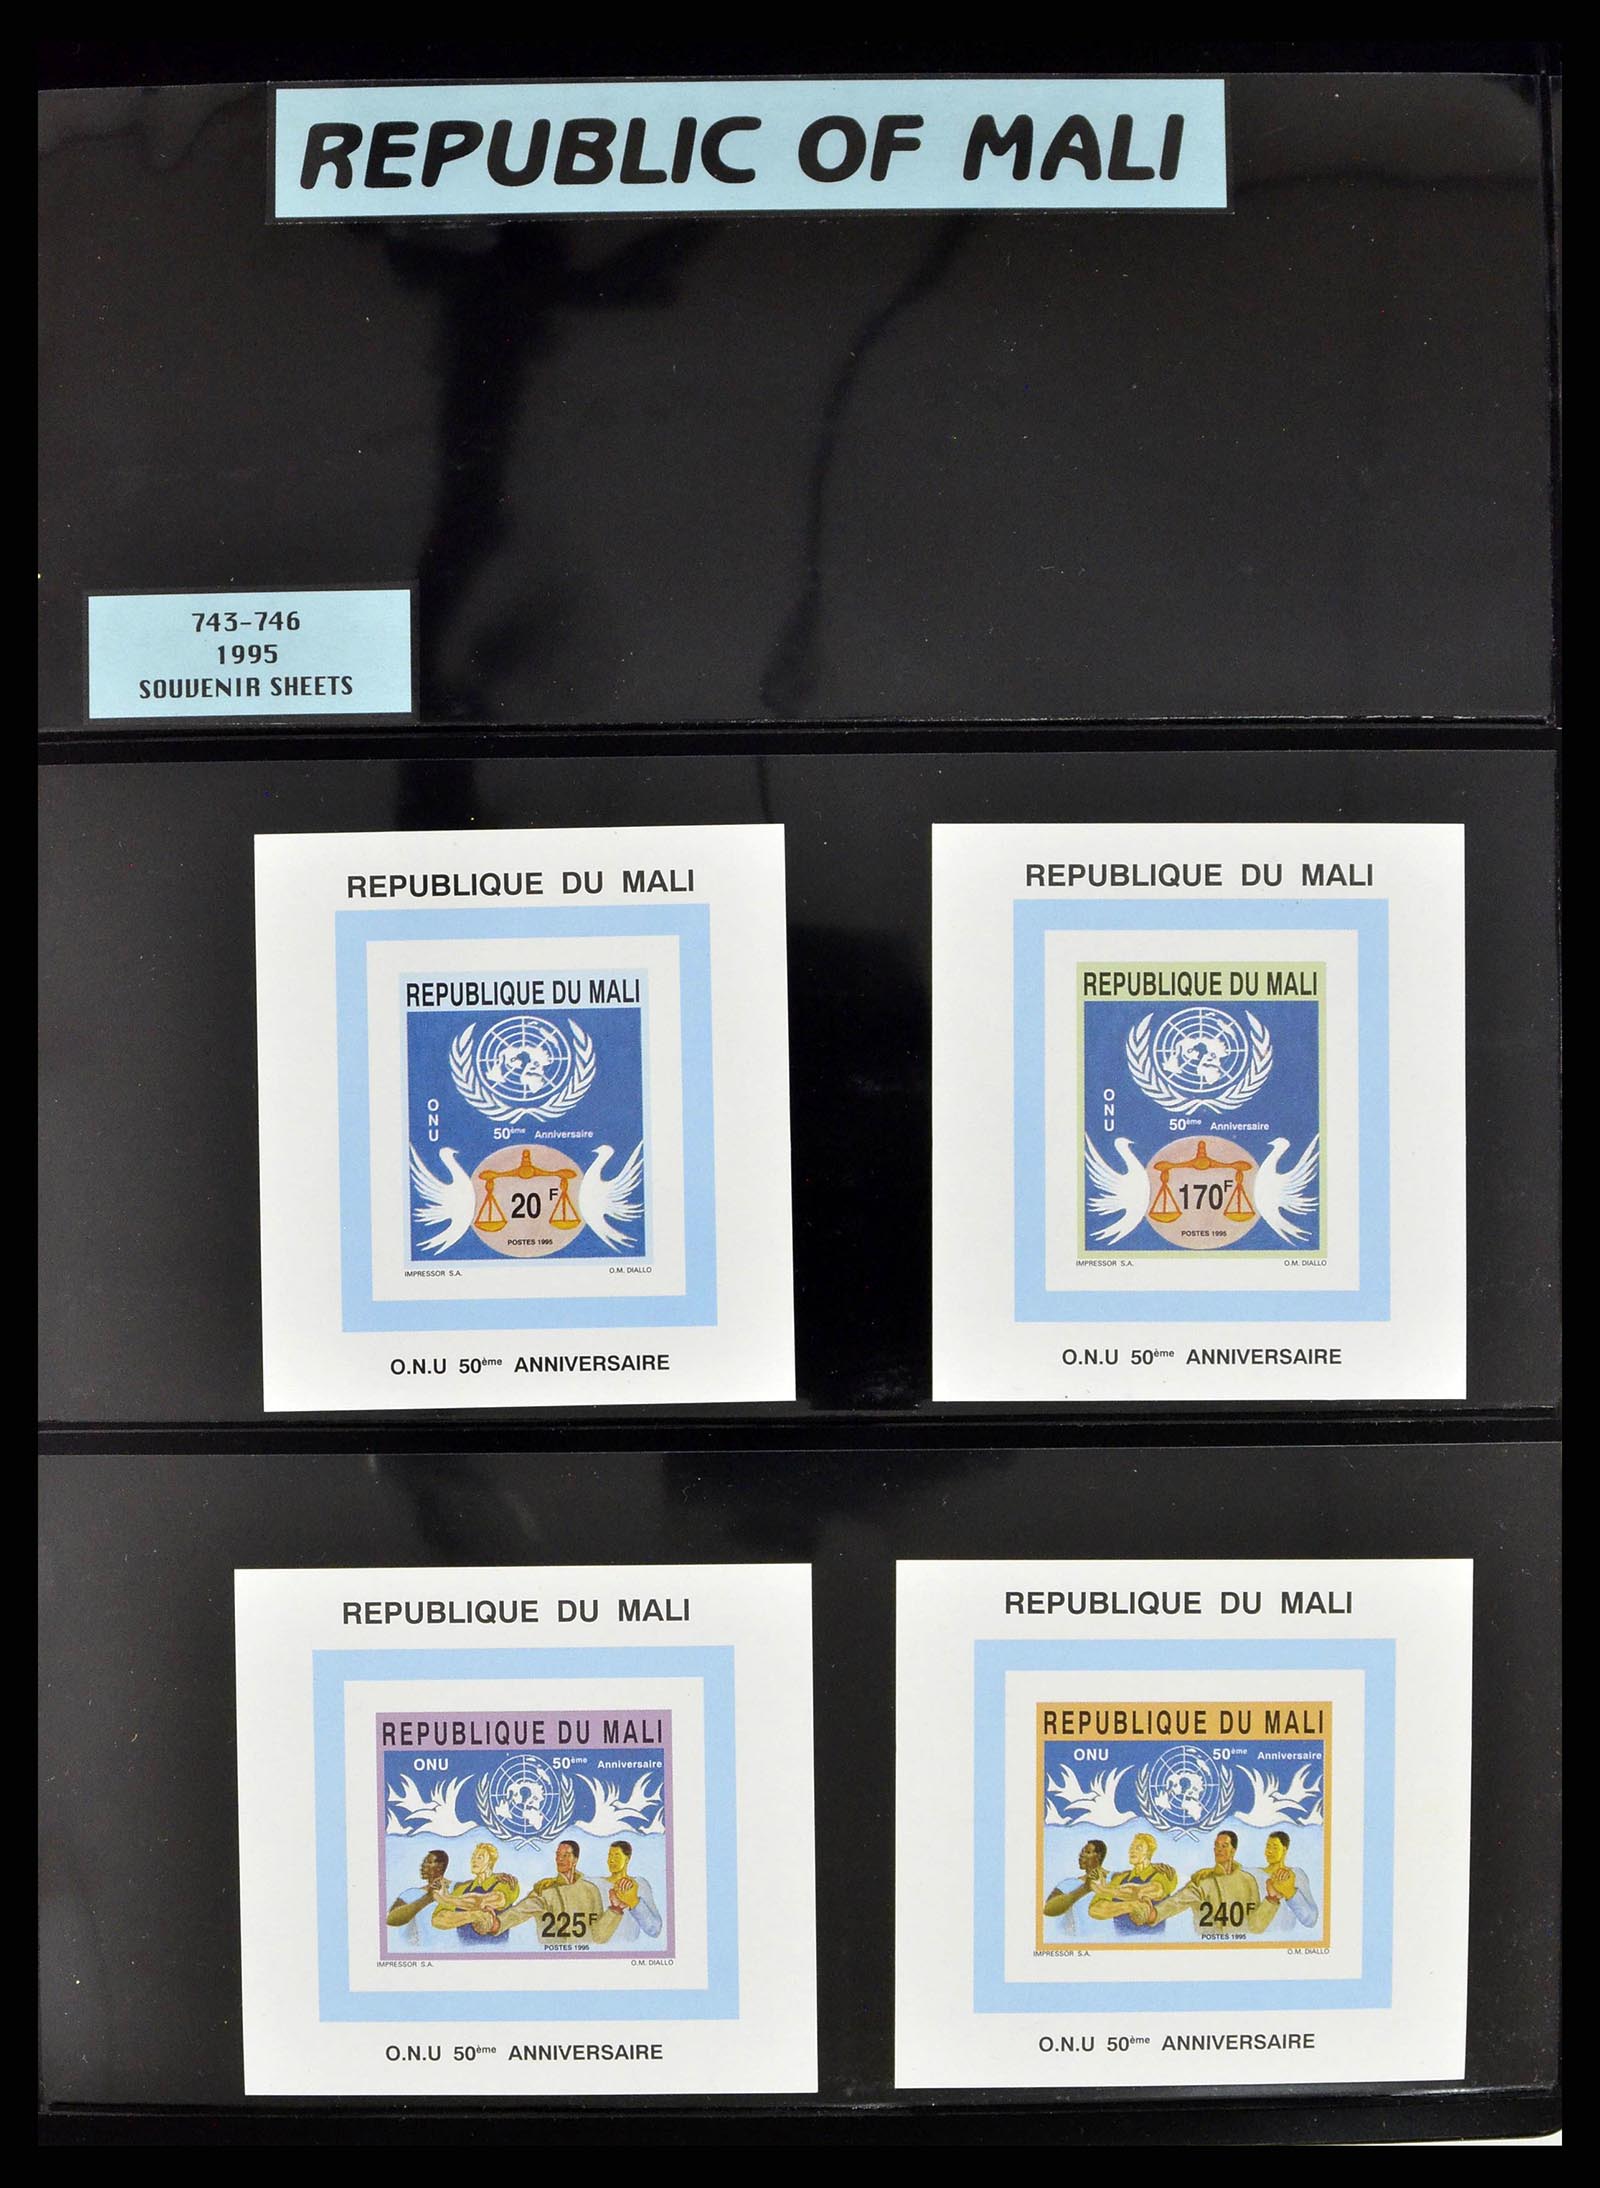 REPUBLIC OF MALI
743-746
1995
SOUVENIR SHEETS
REPUBLIQUE DU MALI
REPUBLIQUE DU MALI
ONU
50ème Anniversaire
20 F
POSTES 1995
IMPRESSOR S.A. O.M. DIALLO
O.N.U 50ème ANNIVERSAIRE
REPUBLIQUE DU MALI
REPUBLIQUE DU MALI
ONU
50ème Anniversaire
170F
POSTES 1995
IMPRESSOR S.A. O.M. DIALLO
O.N.U 50ème ANNIVERSAIRE
REPUBLIQUE DU MALI
REPUBLIQUE DU MALI
ONU 50ème Anniversaire
225F
POSTES 1995
IMPRESSOR S.A. O.M. DIALLO
O.N.U 50ème ANNIVERSAIRE
REPUBLIQUE DU MALI
REPUBLIQUE DU MALI
ONU 50ème Anniversaire
240F
POSTES 1995
IMPRESSOR S.A. O.M. DIALLO
O.N.U 50ème ANNIVERSAIRE